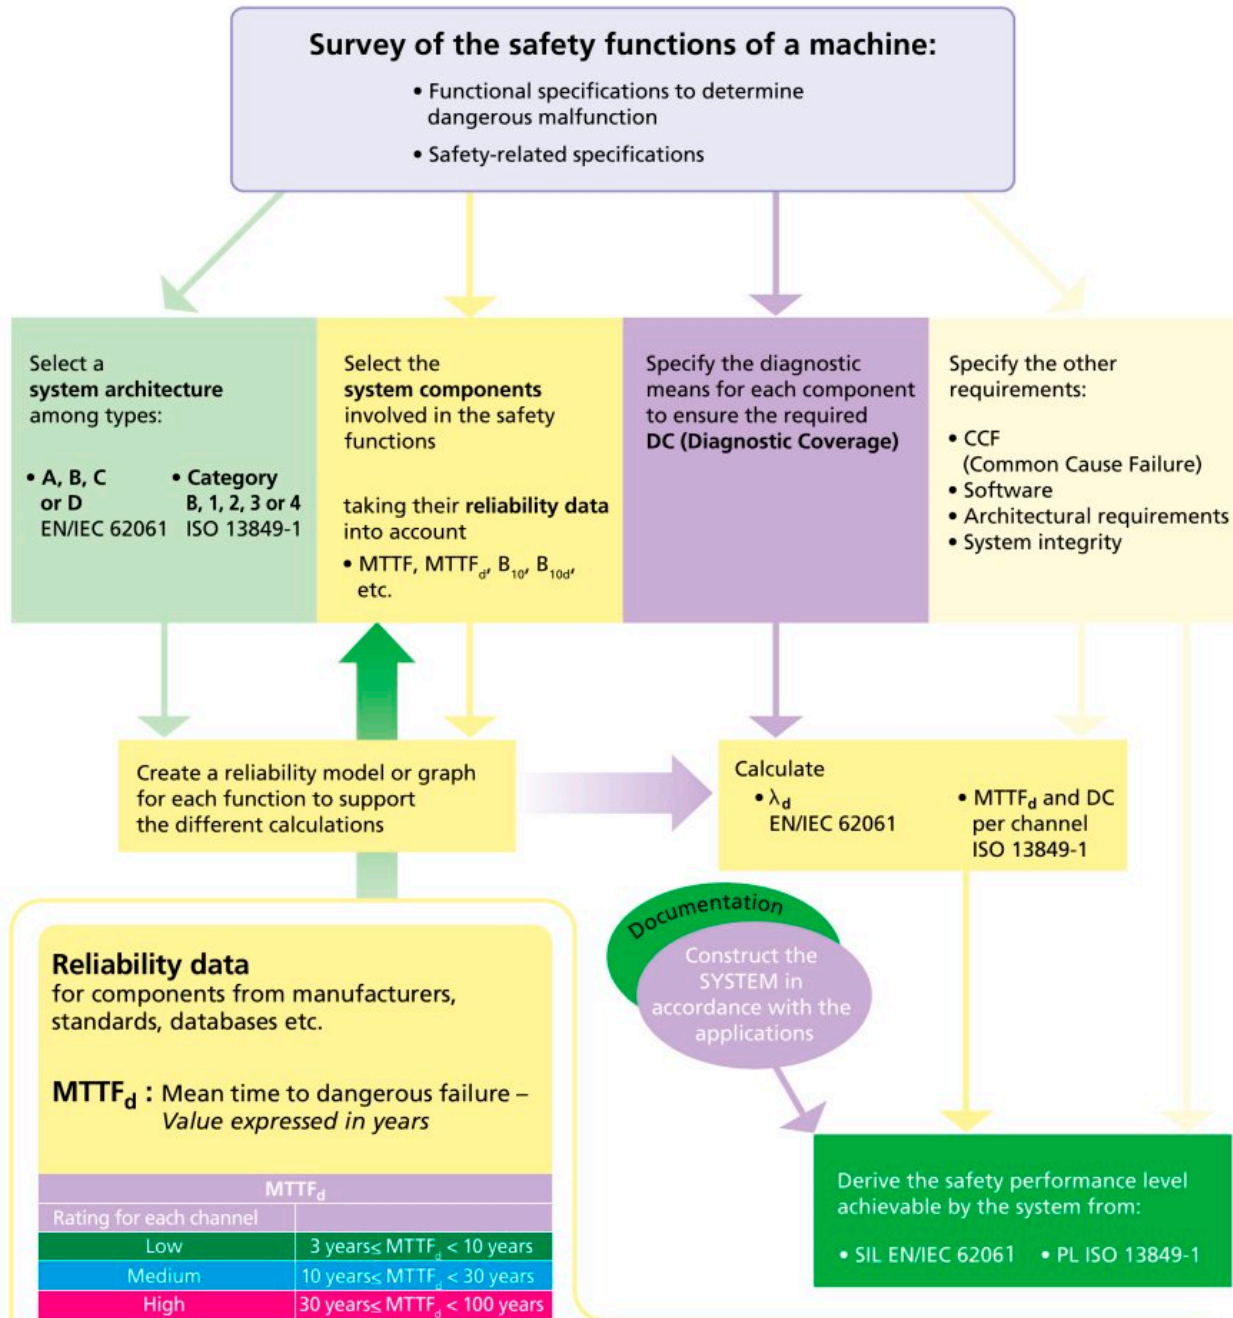 Survey of the safety functions of a machine:
• Functional specifications to determine
dangerous malfunction
• Safety-related specifications
Select a
system architecture
among types:
• A, B, C
or D
EN/IEC 62061
• Category
B, 1, 2, 3 or 4
ISO 13849-1
Select the
system components
involved in the safety
functions
taking their reliability data
into account
• MTTF, MTTFd, B10, B10d,
etc.
Specify the diagnostic
means for each component
to ensure the required
DC (Diagnostic Coverage)
Specify the other
requirements:
• CCF
(Common Cause Failure)
• Software
• Architectural requirements
• System integrity
Create a reliability model or graph
for each function to support
the different calculations
Calculate
• λd
EN/IEC 62061
• MTTFd and DC
per channel
ISO 13849-1
Documentation
Construct the
SYSTEM in
accordance with the
applications
Reliability data
for components from manufacturers,
standards, databases etc.
MTTFd : Mean time to dangerous failure –
Value expressed in years
MTTFd
Rating for each channel
Low 3 years≤ MTTFd < 10 years
Medium 10 years≤ MTTFd < 30 years
High 30 years≤ MTTFd < 100 years
Derive the safety performance level
achievable by the system from:
• SIL EN/IEC 62061 • PL ISO 13849-1